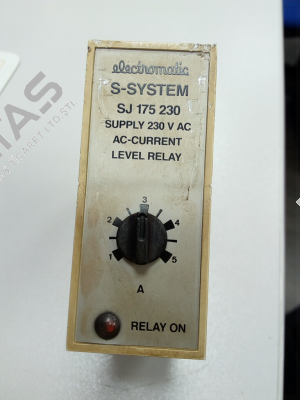 electromatic
S-SYSTEM
SJ 175 230
SUPPLY 230 V AC
AC-CURRENT
LEVEL RELAY
3
2 4
1 5
A
RELAY ON